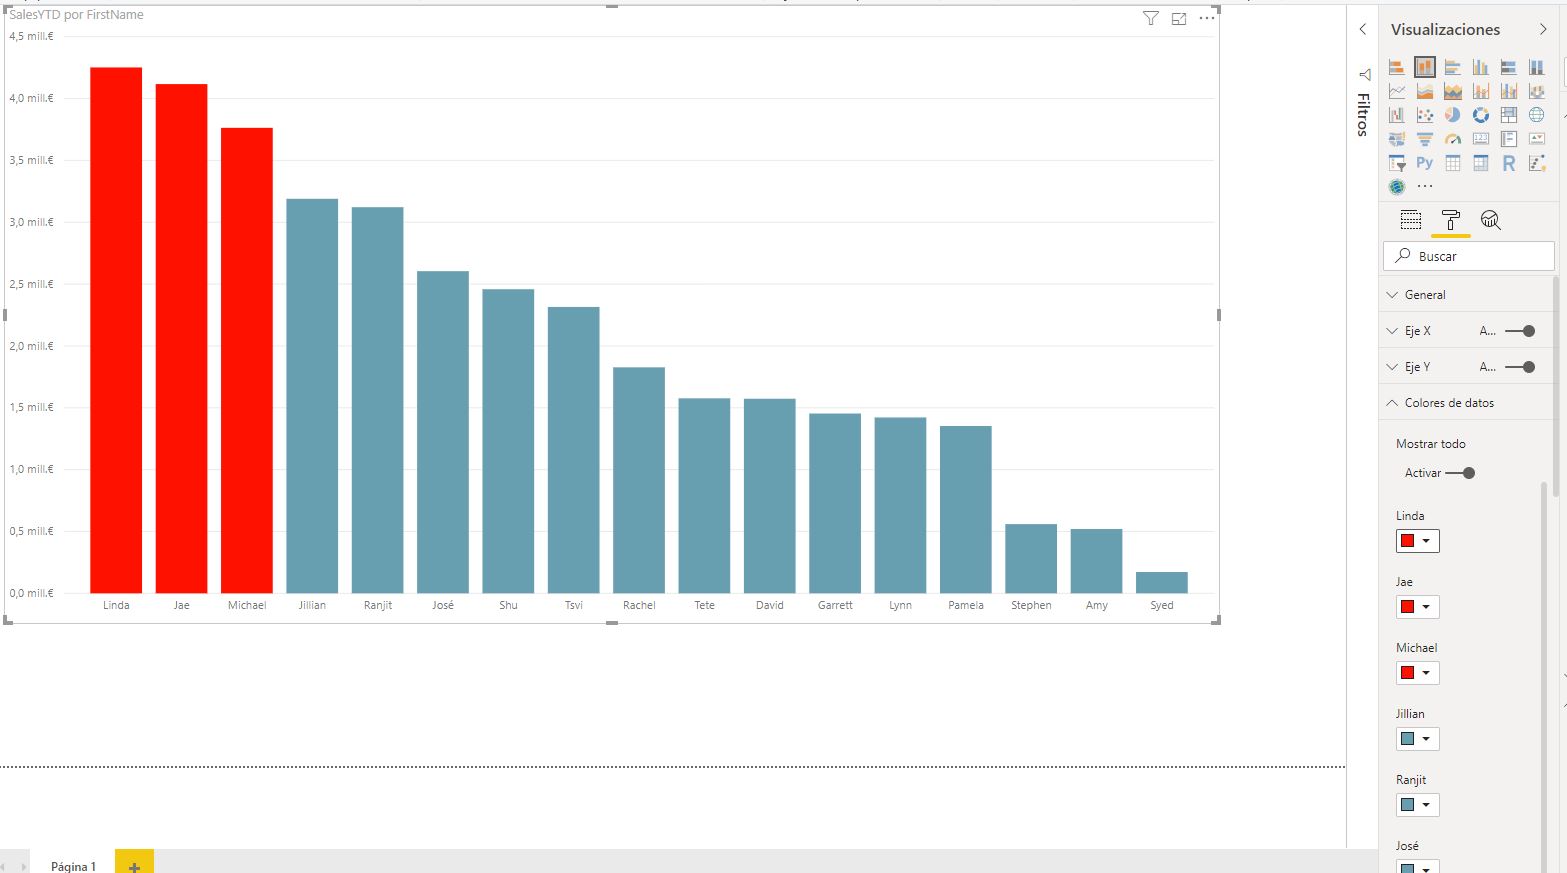 SalesYTD por FirstName
4,5 mill.€
4,0 mill.€
3,5 mill.€
3,0 mill.€
2,5 mill.€
2,0 mill.€
1,5 mill.€
1,0 mill.€
0,5 mill.€
0,0 mill.€
Linda Jae Michael Jillian Ranjit José Shu Tsvi Rachel Tete David Garrett Lynn Pamela Stephen Amy Syed
Página 1
+
Filtros
Visualizaciones
123
Py R
...
Buscar
General
Eje X A...
Eje Y A...
Colores de datos
Mostrar todo
Activar
Linda
Jae
Michael
Jillian
Ranjit
José